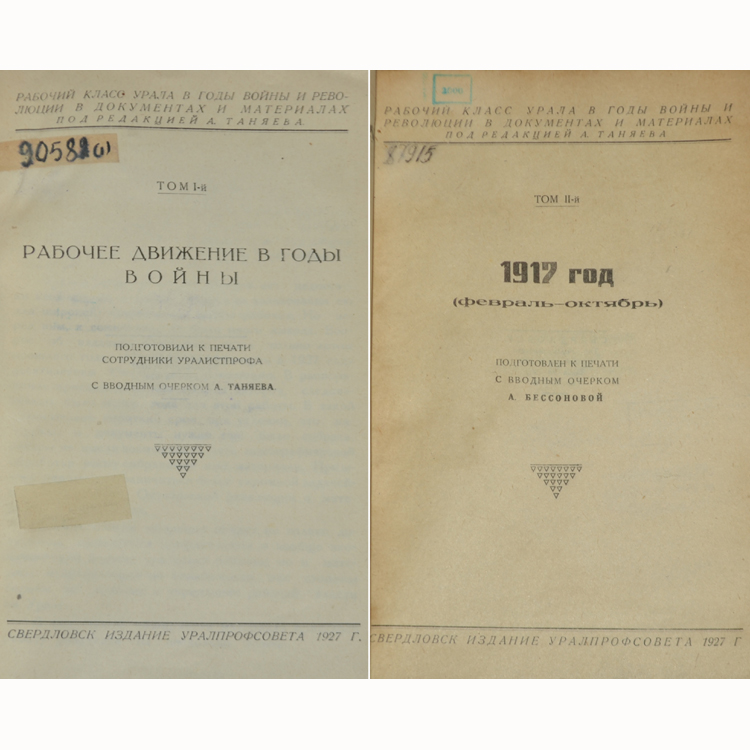 РАБОЧИЙ КЛАСС УРАЛА В ГОДЫ ВОЙНЫ И РЕВО-
ЛЮЦИИ В ДОКУМЕНТАХ И МАТЕРИАЛАХ
ПОД РЕДАКЦИЕЙ А. ТАНЯЕВА
ТОМ I-й
РАБОЧЕЕ ДВИЖЕНИЕ В ГОДЫ
ВОЙНЫ
ПОДГОТОВИЛИ К ПЕЧАТИ
СОТРУДНИКИ УРАЛИСТПРОФА
С ВВОДНЫМ ОЧЕРКОМ А. ТАНЯЕВА.
СВЕРДЛОВСК ИЗДАНИЕ УРАЛПРОФСОВЕТА 1927 Г.
РАБОЧИЙ КЛАСС УРАЛА В ГОДЫ ВОЙНЫ И
РЕВОЛЮЦИИ В ДОКУМЕНТАХ И МАТЕРИАЛАХ
ПОД РЕДАКЦИЕЙ А. ТАНЯЕВА
87915
ТОМ II-й
1917 год
(февраль—октябрь)
ПОДГОТОВЛЕН К ПЕЧАТИ
С ВВОДНЫМ ОЧЕРКОМ
А. БЕССОНОВОЙ
СВЕРДЛОВСК ИЗДАНИЕ УРАЛПРОФСОВЕТА 1927 Г